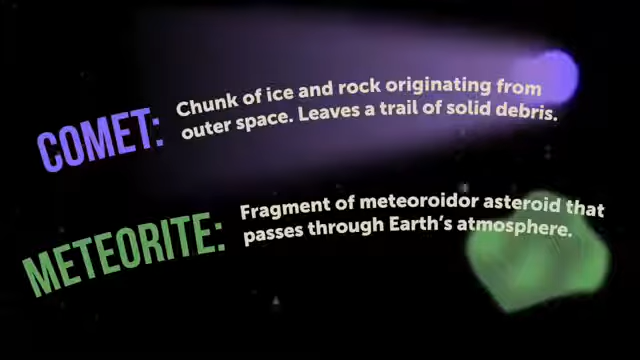 COMET:
Chunk of ice and rock originating from
outer space. Leaves a trail of solid debris.
METEORITE:
Fragment of meteoroidor asteroid that
passes through Earth's atmosphere.